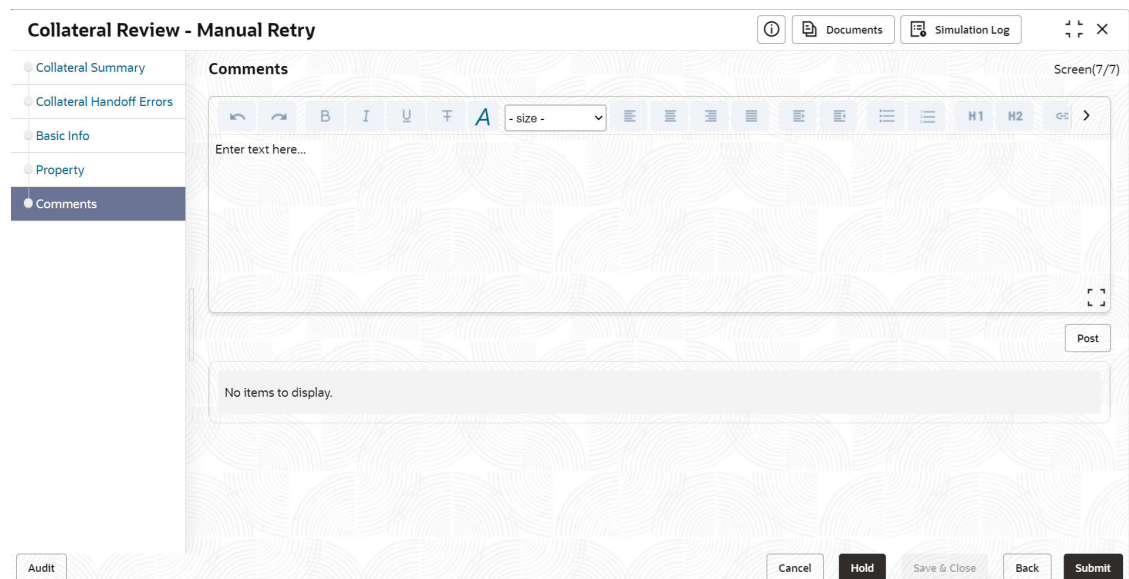 Collateral Review - Manual Retry
Documents
Simulation Log
Collateral Summary
Collateral Handoff Errors
Basic Info
Property
Comments
Comments
Screen(7/7)
B I U T A - size - H1 H2
Enter text here...
Post
No items to display.
Audit
Cancel
Hold
Save & Close
Back
Submit